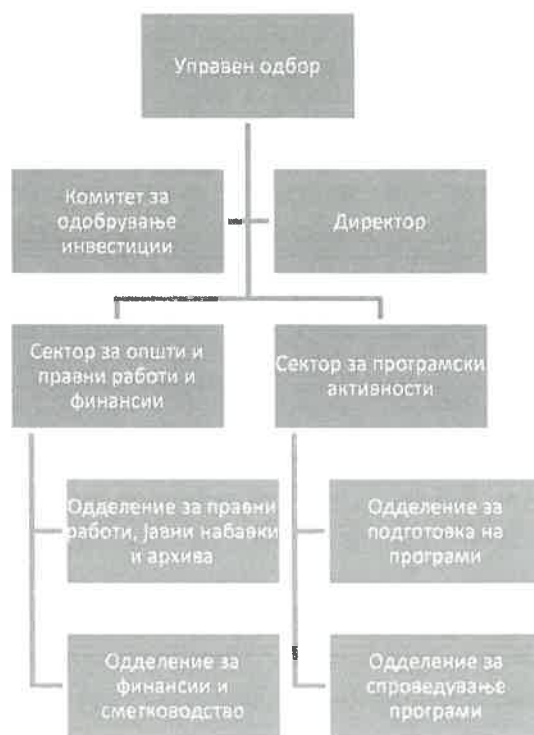 Управен одбор
Комитет за
одобрување
инвестиции
Директор
Сектор за општи и
правни работи и
финансии
Сектор за програмски
активности
Одделение за правни
работи, јавни набавки
и архива
Одделение за
подготовка на
програми
Одделение за
финансии и
сметководство
Одделение за
спроведување
програми